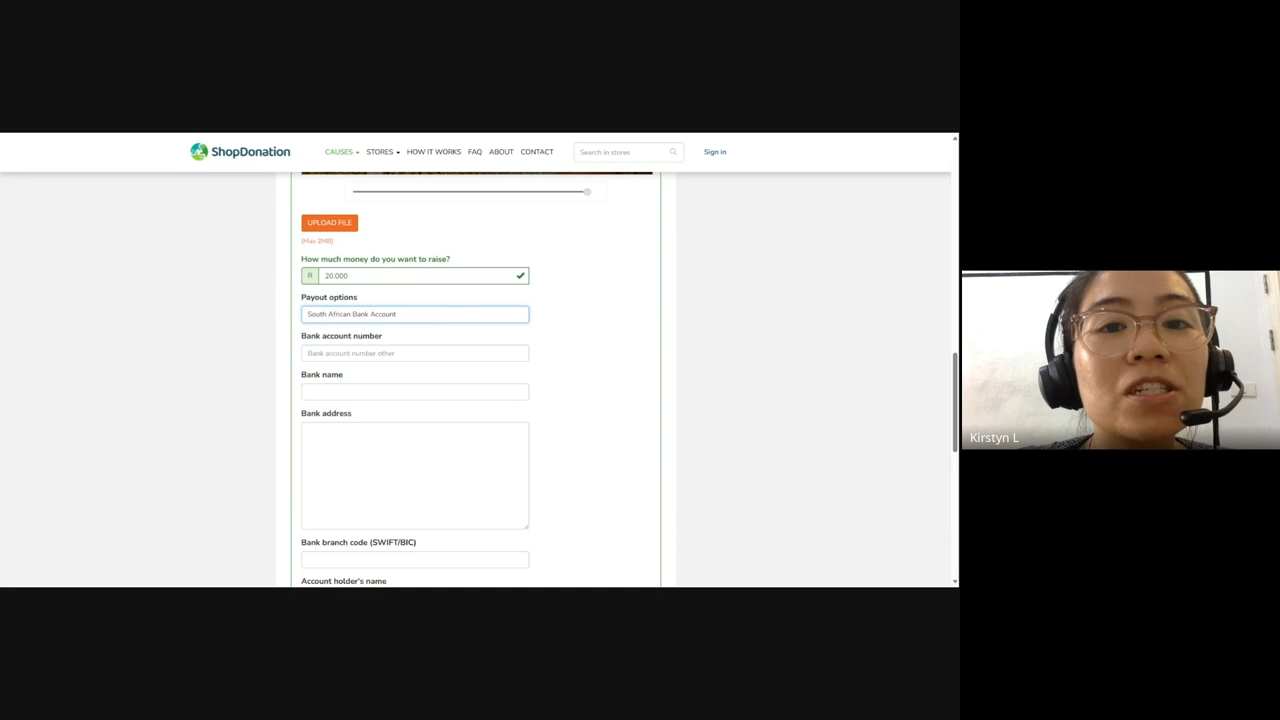 ShopDonation
CAUSES STORES HOW IT WORKS FAQ ABOUT CONTACT Search in stores Sign in
UPLOAD FILE
(Max 2MB)
How much money do you want to raise?
R 20.000
Payout options
South African Bank Account
Bank account number
Bank account number other
Bank name
Bank address
Bank branch code (SWIFT/BIC)
Account holder's name
Kirstyn L